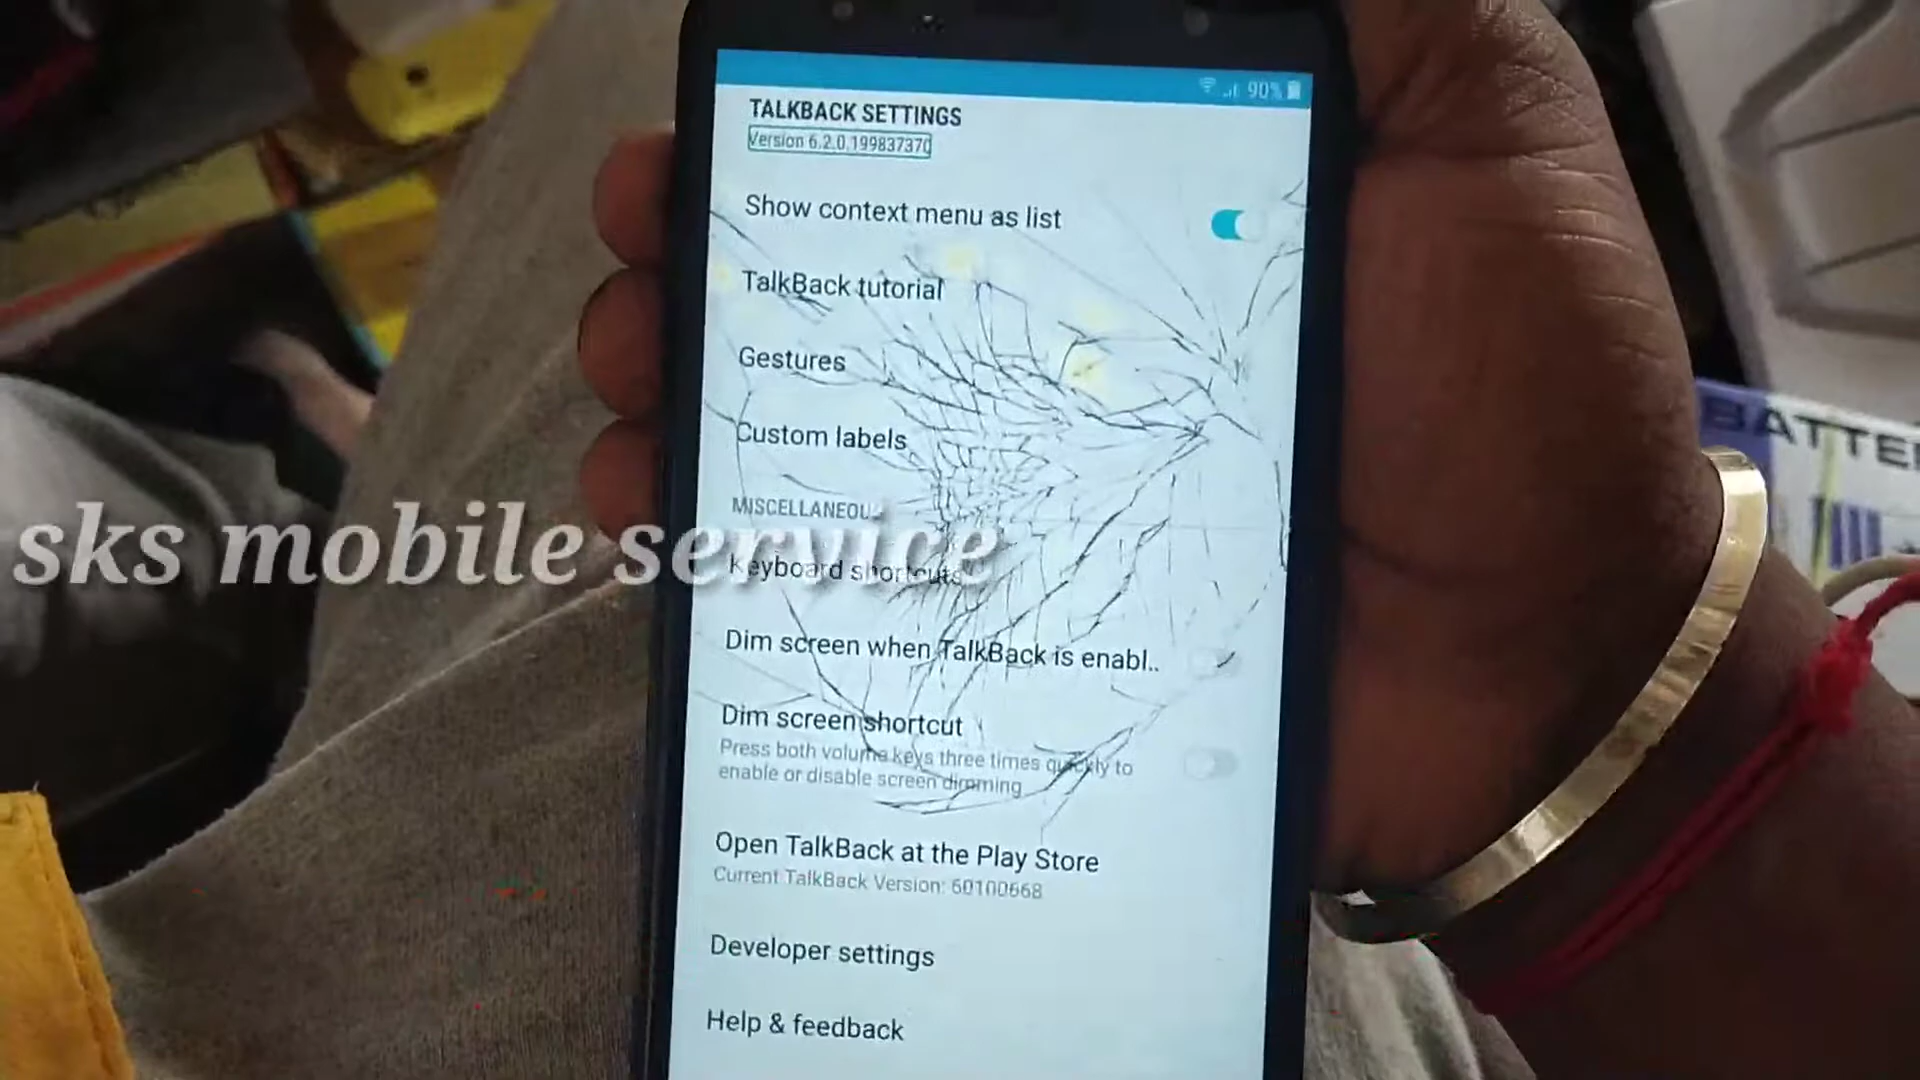 90%
TALKBACK SETTINGS
Version 6.2.0.199837370
Show context menu as list
TalkBack tutorial
Gestures
Custom labels
MISCELLANEOUS
sks mobile service
Keyboard shortcuts
Dim screen when TalkBack is enabl..
Dim screen shortcut
Press both volume keys three times quickly to
enable or disable screen dimming
Open TalkBack at the Play Store
Current TalkBack Version: 60100668
Developer settings
Help & feedback